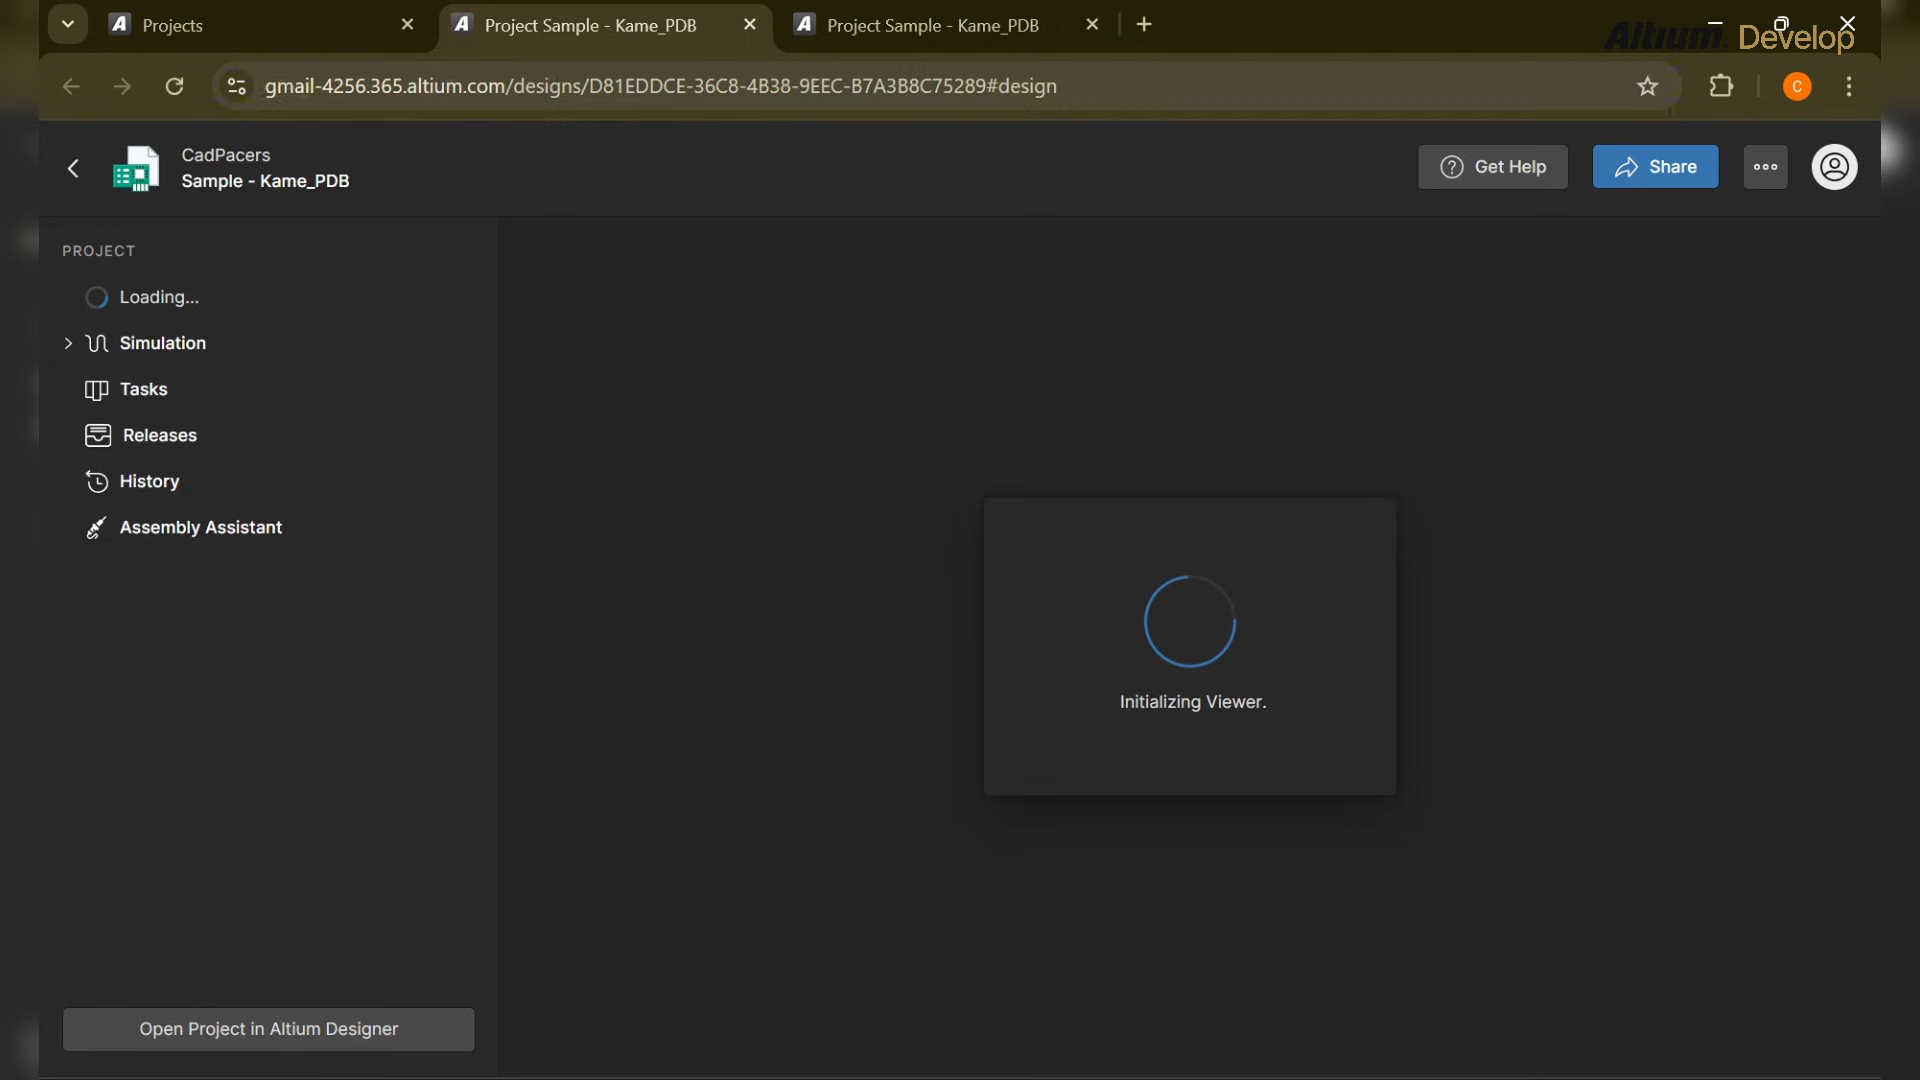 Projects
Project Sample - Kame_PDB
Project Sample - Kame_PDB
Altium Develop
gmail-4256.365.altium.com/designs/D81EDDCE-36C8-4B38-9EEC-B7A3B8C75289#design
C
CadPacers
Sample - Kame_PDB
Get Help
Share
PROJECT
Loading...
Simulation
Tasks
Releases
History
Assembly Assistant
Initializing Viewer.
Open Project in Altium Designer